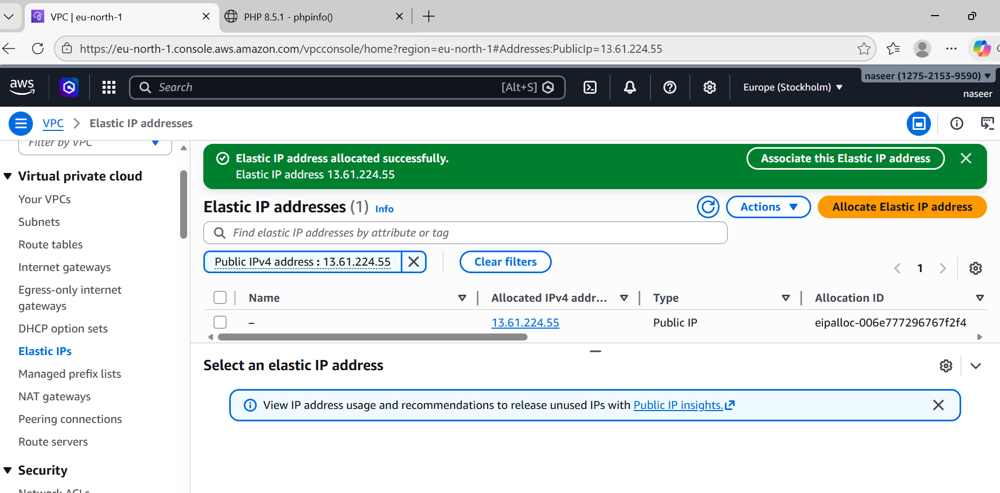 VPC | eu-north-1
PHP 8.5.1 - phpinfo()
https://eu-north-1.console.aws.amazon.com/vpcconsole/home?region=eu-north-1#Addresses:PublicIp=13.61.224.55
aws
Search
[Alt+S]
Europe (Stockholm)
naseer (1275-2153-9590)
naseer
VPC
Elastic IP addresses
Filter by VPC
Virtual private cloud
Your VPCs
Subnets
Route tables
Internet gateways
Egress-only internet
gateways
DHCP option sets
Elastic IPs
Managed prefix lists
NAT gateways
Peering connections
Route servers
Security
Network ACLs
Elastic IP address allocated successfully.
Elastic IP address 13.61.224.55
Associate this Elastic IP address
Elastic IP addresses (1) Info
Actions
Allocate Elastic IP address
Find elastic IP addresses by attribute or tag
Public IPv4 address : 13.61.224.55
Clear filters
1
Name Allocated IPv4 addr... Type Allocation ID
– 13.61.224.55 Public IP eipalloc-006e777296767f2f4
Select an elastic IP address
View IP address usage and recommendations to release unused IPs with Public IP insights.